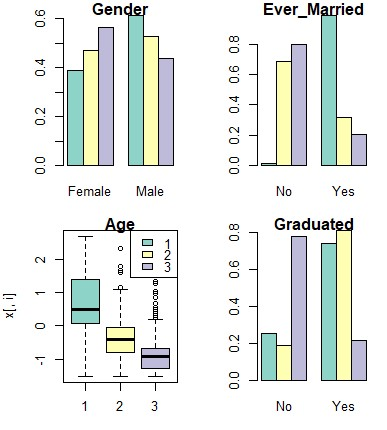 Gender
0.0 0.2 0.4 0.6
Female Male
Ever_Married
0.0 0.2 0.4 0.6 0.8
No Yes
Age
x[, i]
-1 0 1 2
1
2
3
1 2 3
Graduated
0.0 0.2 0.4 0.6 0.8
No Yes